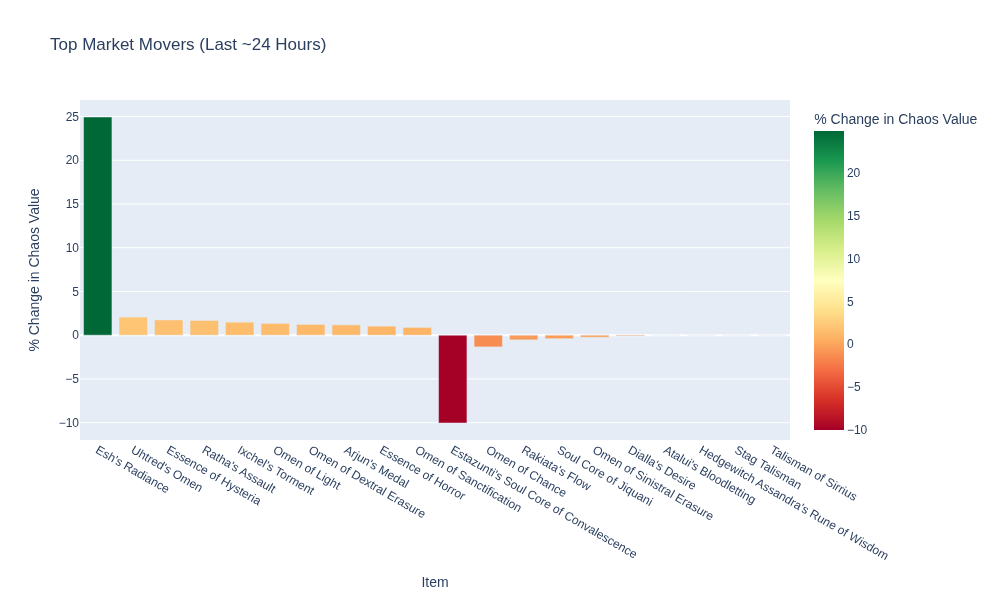 Top Market Movers (Last ~24 Hours)
% Change in Chaos Value
25
20
15
10
5
0
−5
−10
Esh's Radiance
Uhtred's Omen
Essence of Hysteria
Ratha's Assault
Ixchel's Torment
Omen of Light
Omen of Dextral Erasure
Arjun's Medal
Essence of Horror
Omen of Sanctification
Estazunti's Soul Core of Convalescence
Omen of Chance
Rakiata's Flow
Soul Core of Jiquani
Omen of Sinistral Erasure
Dialla's Desire
Atalui's Bloodletting
Hedgewitch Assandra's Rune of Wisdom
Stag Talisman
Talisman of Sirrius
Item
% Change in Chaos Value
20
15
10
5
0
−5
−10